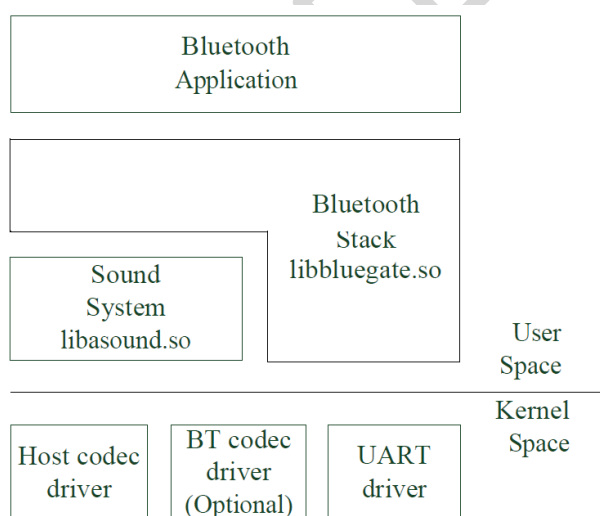 Bluetooth
Application
Bluetooth
Stack
libbluegate.so
Sound
System
libasound.so
User
Space
Kernel
Space
Host codec
driver
BT codec
driver
(Optional)
UART
driver